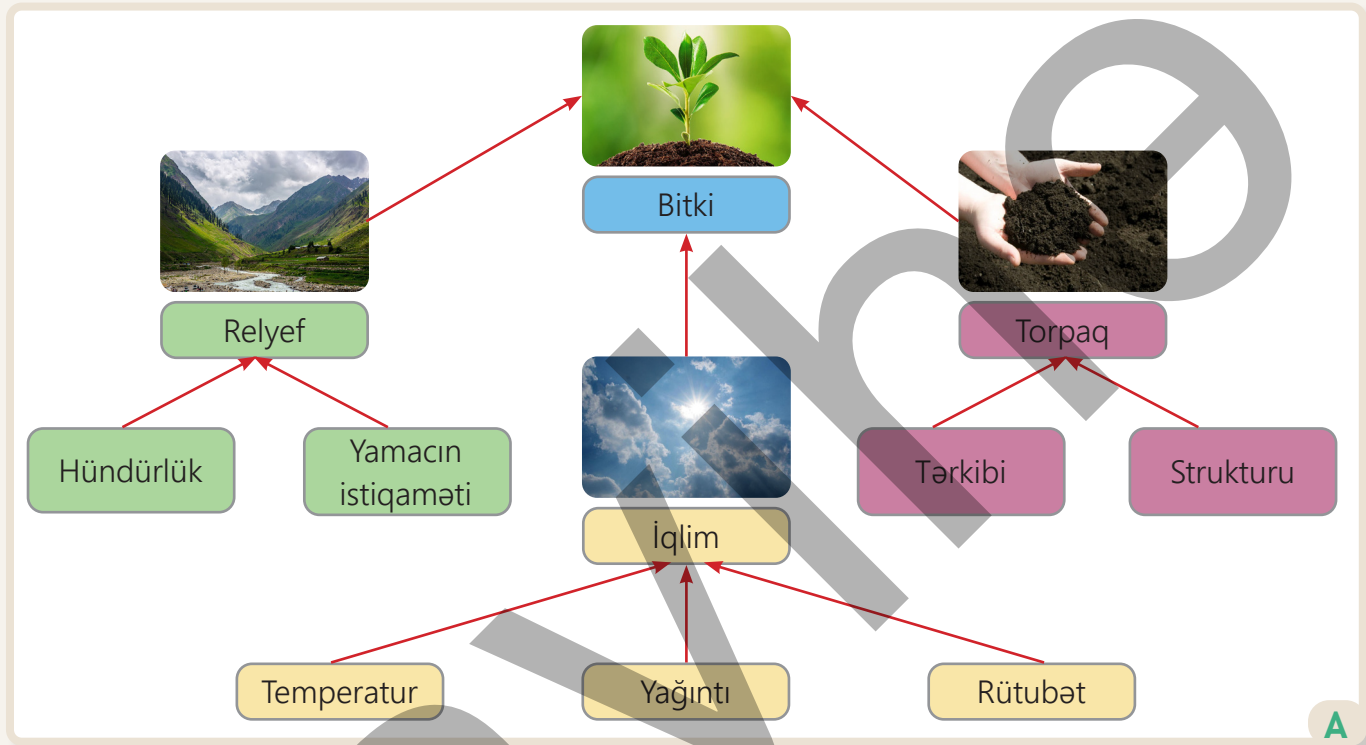 Bitki
Relyef
Torpaq
Hündürlük
Yamacın
istiqaməti
Tərkibi
Strukturu
İqlim
Temperatur
Yağıntı
Rütubət
A